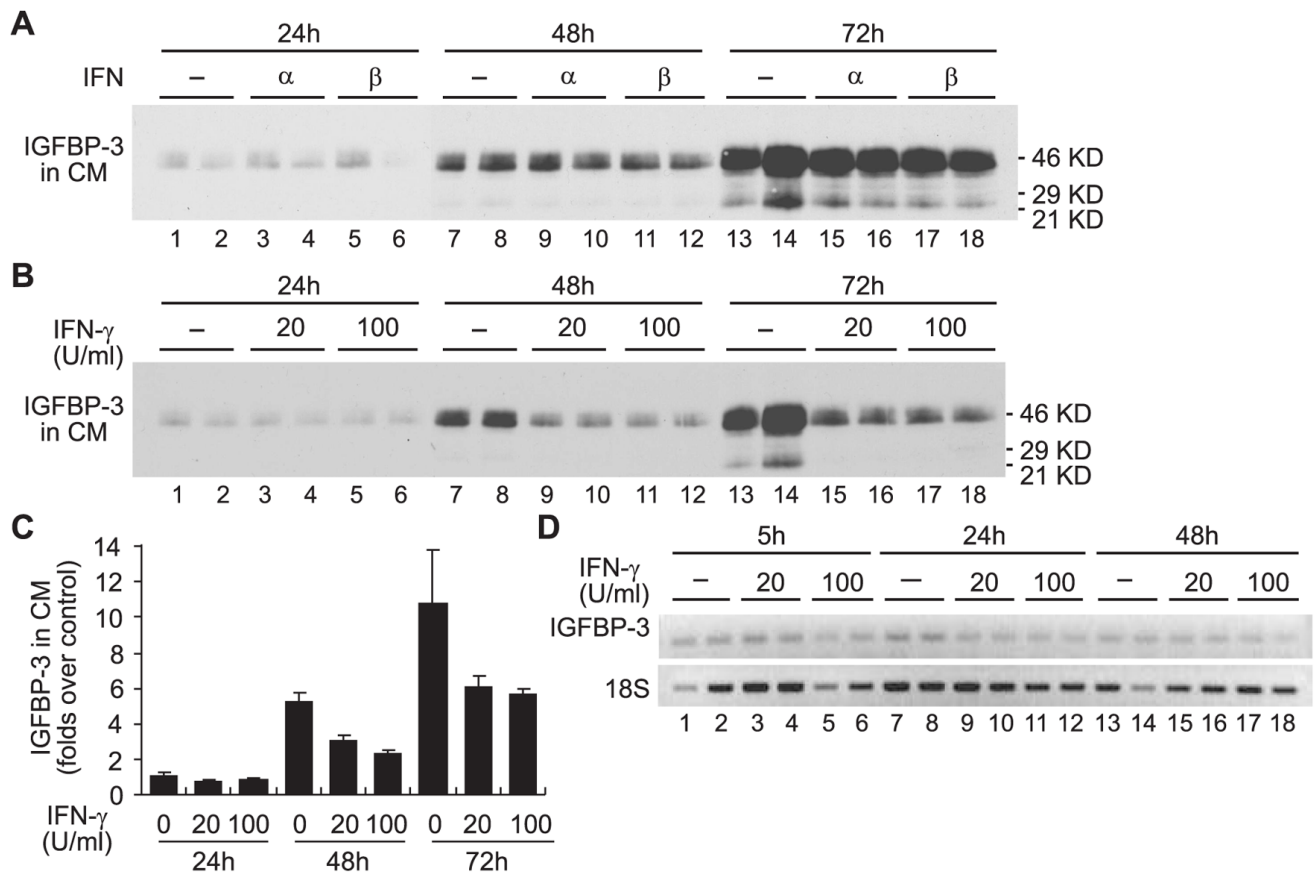 A
24h 48h 72h
IFN – α β – α β – α β
IGFBP-3
in CM
46 KD
29 KD
21 KD
1 2 3 4 5 6 7 8 9 10 11 12 13 14 15 16 17 18
B
24h 48h 72h
IFN-γ
(U/ml)
– 20 100 – 20 100 – 20 100
IGFBP-3
in CM
46 KD
29 KD
21 KD
1 2 3 4 5 6 7 8 9 10 11 12 13 14 15 16 17 18
C
IGFBP-3 in CM
(folds over control)
14
12
10
8
6
4
2
0
IFN-γ
(U/ml)
0 20 100 0 20 100 0 20 100
24h 48h 72h
D
5h 24h 48h
IFN-γ
(U/ml)
– 20 100 – 20 100 – 20 100
IGFBP-3
18S
1 2 3 4 5 6 7 8 9 10 11 12 13 14 15 16 17 18